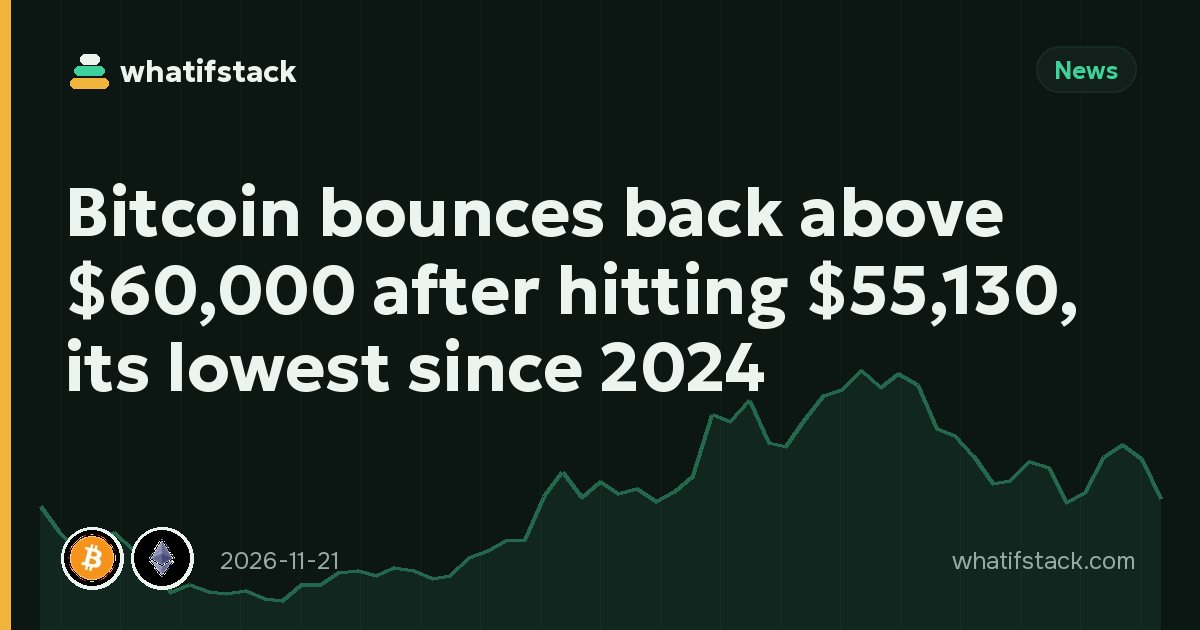 whatifstack
News
Bitcoin bounces back above
$60,000 after hitting $55,130,
its lowest since 2024
2026-11-21
whatifstack.com